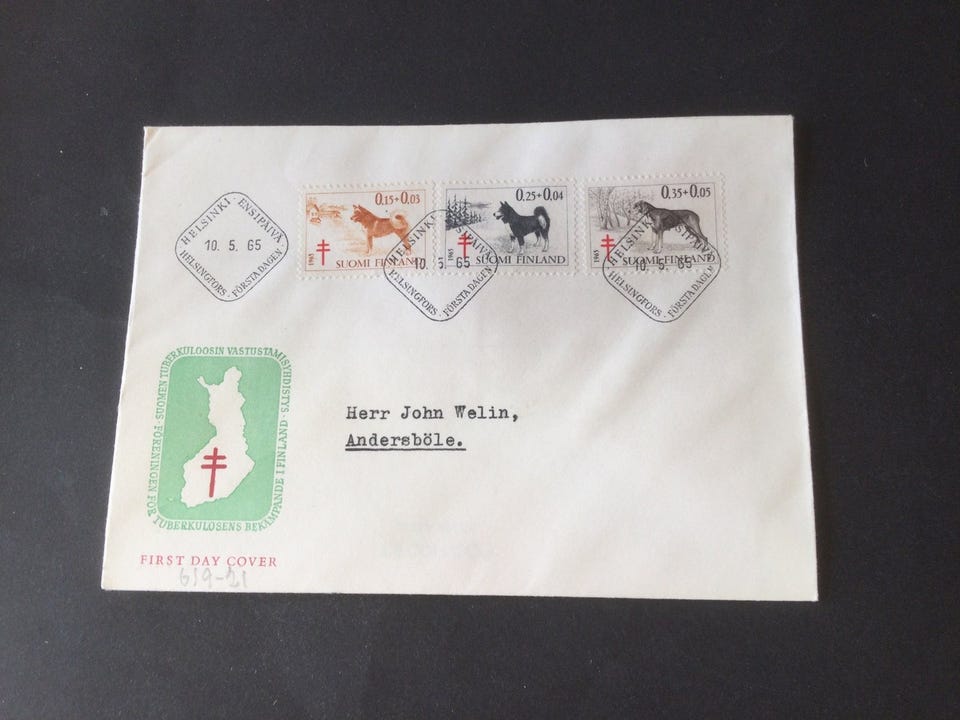 HELSINKI · ENSIPÄIVÄ
10. 5. 65
HELSINGFORS · FÖRSTA DAGEN
0,15+0,03
1965
SUOMI FINLAND
0,25+0,04
1965
SUOMI FINLAND
0,35+0,05
1965
SUOMI FINLAND
HELSINKI · ENSIPÄIVÄ
10. 5. 65
HELSINGFORS · FÖRSTA DAGEN
HELSINKI · ENSIPÄIVÄ
10. 5. 65
HELSINGFORS · FÖRSTA DAGEN
SUOMEN TUBERKULOOSIN VASTUSTAMISYHDISTYS ·
FÖRENINGEN FÖR TUBERKULOSENS BEKÄMPANDE I FINLAND ·
Herr John Welin,
Andersböle.
FIRST DAY COVER
619-21